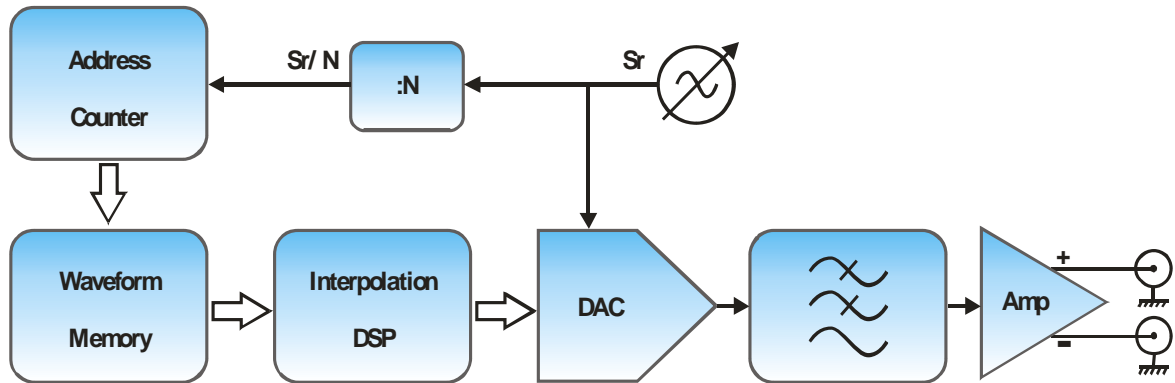 Address
Counter
Sr/ N
:N
Sr
Waveform
Memory
Interpolation
DSP
DAC
Amp
+
-